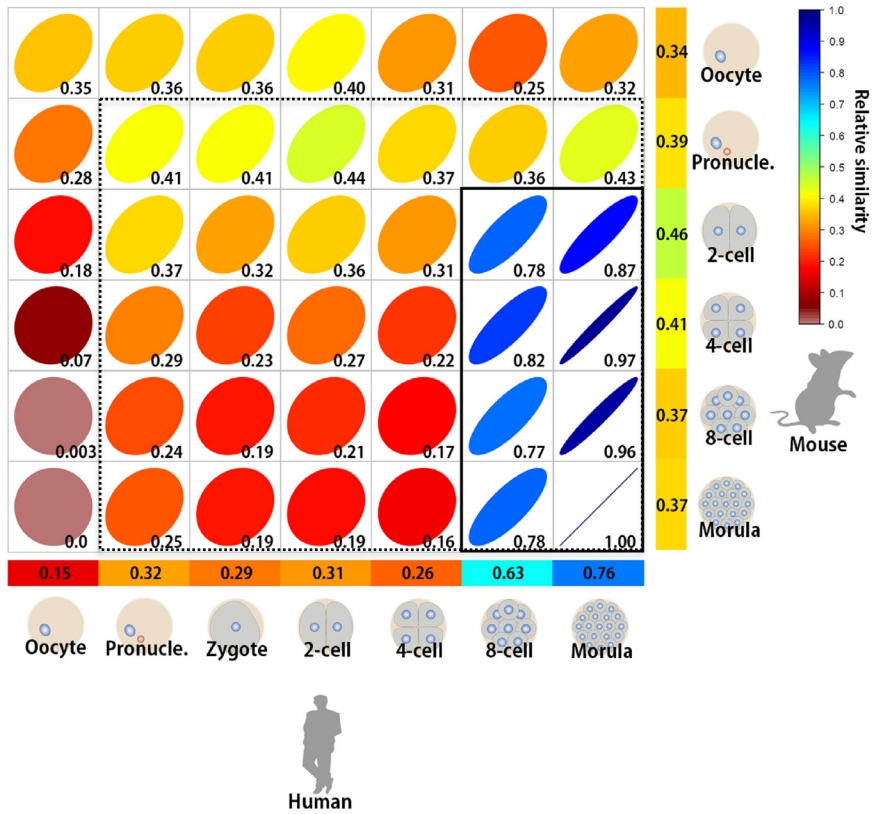 0.35 0.36 0.36 0.40 0.31 0.25 0.32 0.34 Oocyte
0.28 0.41 0.41 0.44 0.37 0.36 0.43 0.39 Pronucle.
0.18 0.37 0.32 0.36 0.31 0.78 0.87 0.46 2-cell
0.07 0.29 0.23 0.27 0.22 0.82 0.97 0.41 4-cell
0.003 0.24 0.19 0.21 0.17 0.77 0.96 0.37 8-cell
0.0 0.25 0.19 0.19 0.16 0.78 1.00 0.37 Morula
0.15 0.32 0.29 0.31 0.26 0.63 0.76
Oocyte Pronucle. Zygote 2-cell 4-cell 8-cell Morula
Human
Mouse
1.0
0.9
0.8
0.7
0.6
0.5
0.4
0.3
0.2
0.1
0.0
Relative similarity